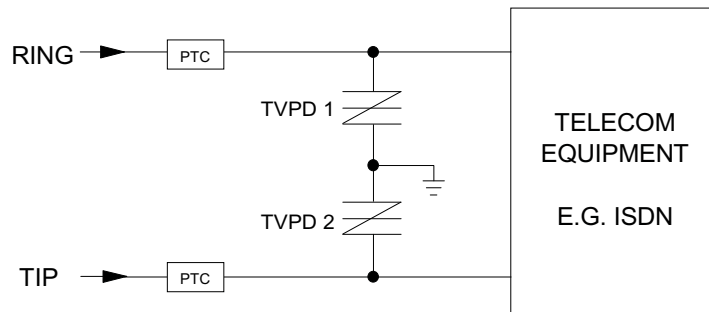 RING
PTC
TVPD 1
TELECOM
EQUIPMENT
E.G. ISDN
TVPD 2
TIP
PTC